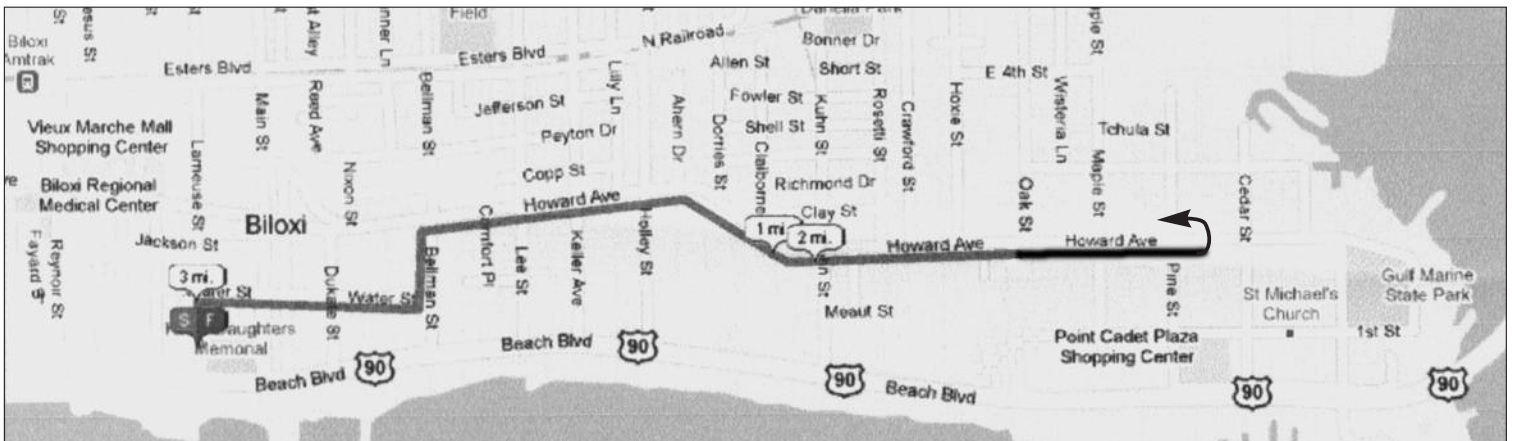 Field
Biloxi
Amtrak
Esters Blvd
Esters Blvd
N Railroad
Bonner Dr
Allen St
Short St
E 4th St
Main St
Reed Ave
Bellman St
Jefferson St
Lilly Ln
Ahern Dr
Fowler St
Kuhn St
Rosetti St
Crawford St
Hoxie St
Wisteria Ln
Vieux Marche Mall
Shopping Center
Lameuse St
Peyton Dr
Dorries St
Shell St
Claiborne
Tchula St
Maple St
Biloxi Regional
Medical Center
Nixon St
Copp St
Richmond Dr
Oak St
Cedar St
Howard Ave
Clay St
Biloxi
Jackson St
Fayard
Reynoir St
Comfort Pl
Lee St
Keller Ave
Holley St
1 mi.
2 mi.
Howard Ave
Howard Ave
3 mi.
Dukate St
Water St
Bellman St
Pine St
Gulf Marine
State Park
St Michael's
Church
S F
Daughters
Memorial
Meaut St
Point Cadet Plaza
Shopping Center
1st St
Beach Blvd
Beach Blvd
Beach Blvd
90
90
90
90
90